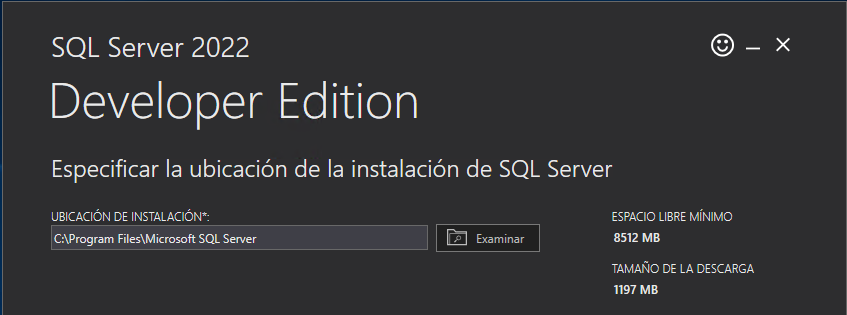 SQL Server 2022
Developer Edition
Especificar la ubicación de la instalación de SQL Server
UBICACIÓN DE INSTALACIÓN*:
C:\Program Files\Microsoft SQL Server
Examinar
ESPACIO LIBRE MÍNIMO
8512 MB
TAMAÑO DE LA DESCARGA
1197 MB